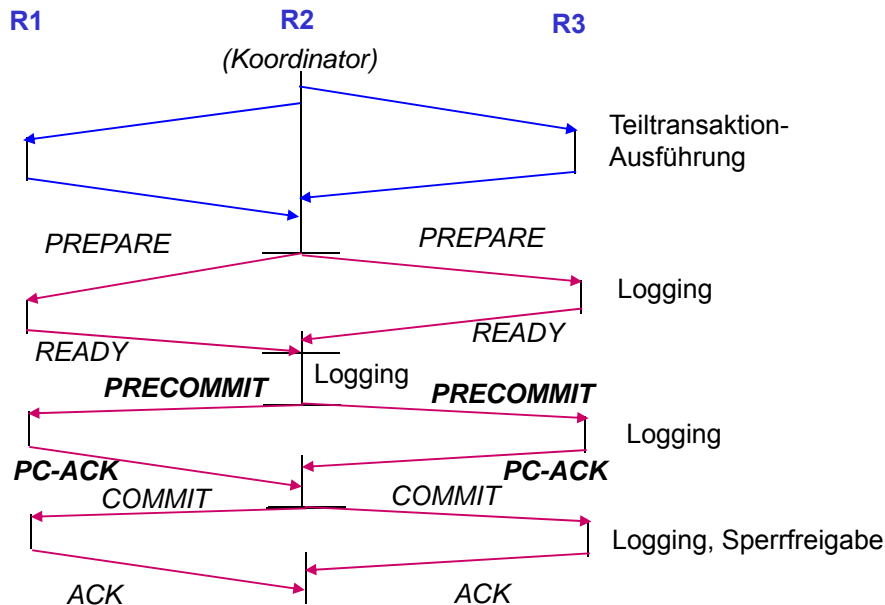 R1
R2
R3
(Koordinator)
Teiltransaktion-
Ausführung
PREPARE
PREPARE
Logging
READY
READY
Logging
PRECOMMIT
PRECOMMIT
Logging
PC-ACK
PC-ACK
COMMIT
COMMIT
Logging, Sperrfreigabe
ACK
ACK